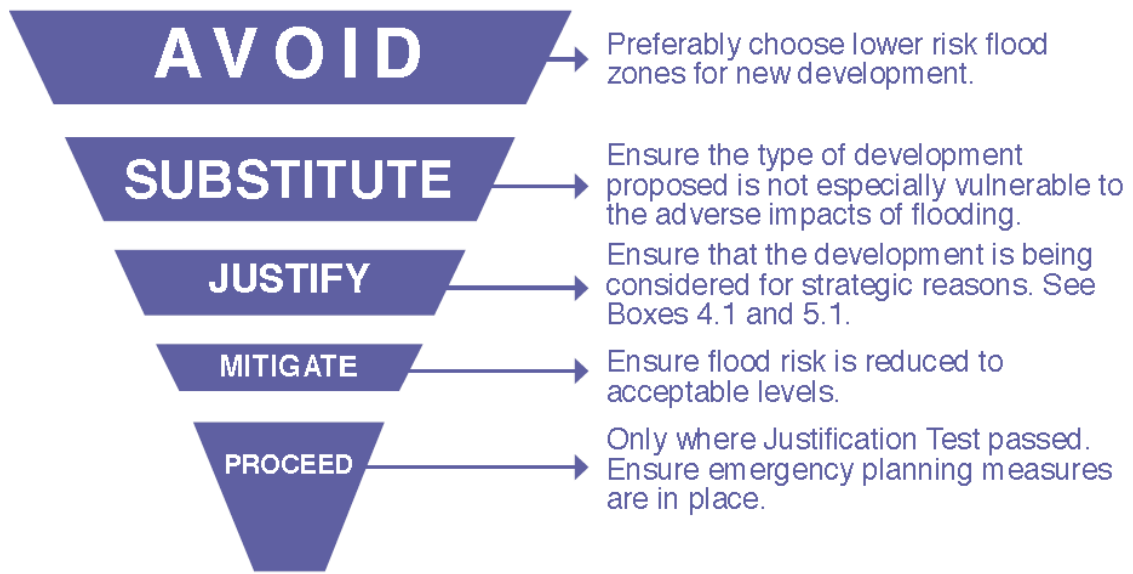 AVOID
Preferably choose lower risk flood
zones for new development.
SUBSTITUTE
Ensure the type of development
proposed is not especially vulnerable to
the adverse impacts of flooding.
JUSTIFY
Ensure that the development is being
considered for strategic reasons. See
Boxes 4.1 and 5.1.
MITIGATE
Ensure flood risk is reduced to
acceptable levels.
PROCEED
Only where Justification Test passed.
Ensure emergency planning measures
are in place.